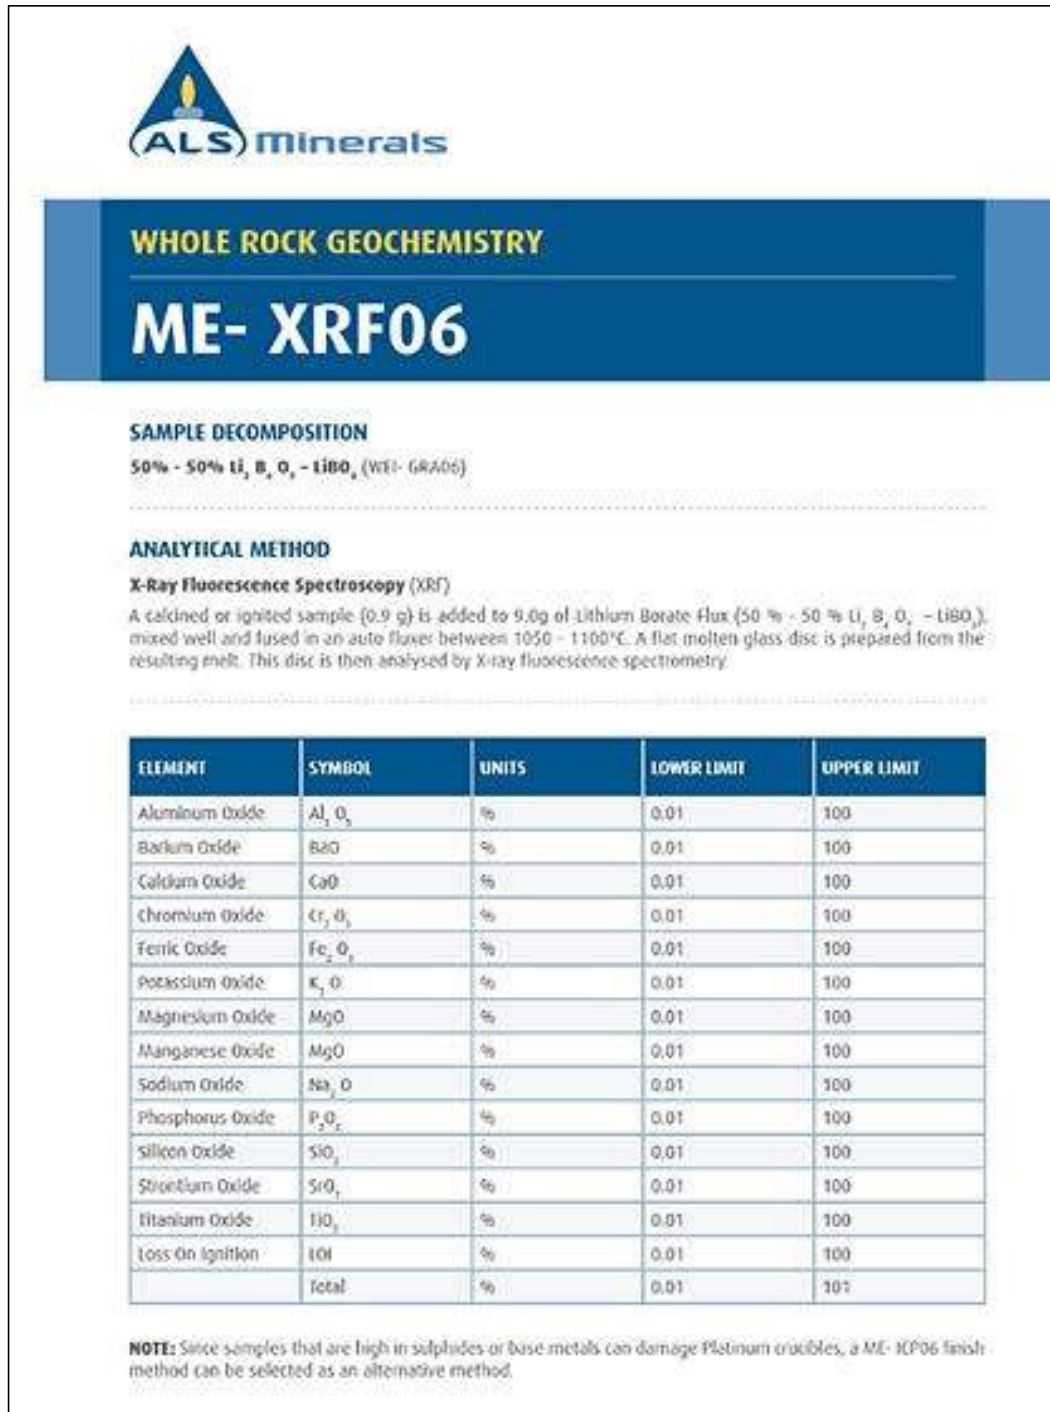 ALS Minerals
WHOLE ROCK GEOCHEMISTRY
ME- XRF06
SAMPLE DECOMPOSITION
50% - 50% Li₂ B₄ O₇ – LiBO₂ (WEI- GRA06)
ANALYTICAL METHOD
X-Ray Fluorescence Spectroscopy (XRF)
A calcined or ignited sample (0.9 g) is added to 9.0g of Lithium Borate Flux (50 % - 50 % Li₂ B₄ O₇ – LiBO₂),
mixed well and fused in an auto fluxer between 1050 - 1100°C. A flat molten glass disc is prepared from the
resulting melt. This disc is then analysed by X-ray fluorescence spectrometry.
ELEMENT SYMBOL UNITS LOWER LIMIT UPPER LIMIT
Aluminum Oxide Al₂ O₃ % 0.01 100
Barium Oxide BaO % 0.01 100
Calcium Oxide CaO % 0.01 100
Chromium Oxide Cr₂ O₃ % 0.01 100
Ferric Oxide Fe₂ O₃ % 0.01 100
Potassium Oxide K₂ O % 0.01 100
Magnesium Oxide MgO % 0.01 100
Manganese Oxide MgO % 0.01 100
Sodium Oxide Na₂ O % 0.01 100
Phosphorus Oxide P₂O₅ % 0.01 100
Silicon Oxide SiO₂ % 0.01 100
Strontium Oxide SrO₂ % 0.01 100
Titanium Oxide TiO₂ % 0.01 100
Loss On Ignition LOI % 0.01 100
Total % 0.01 101
NOTE: Since samples that are high in sulphides or base metals can damage Platinum crucibles, a ME- ICP06 finish
method can be selected as an alternative method.